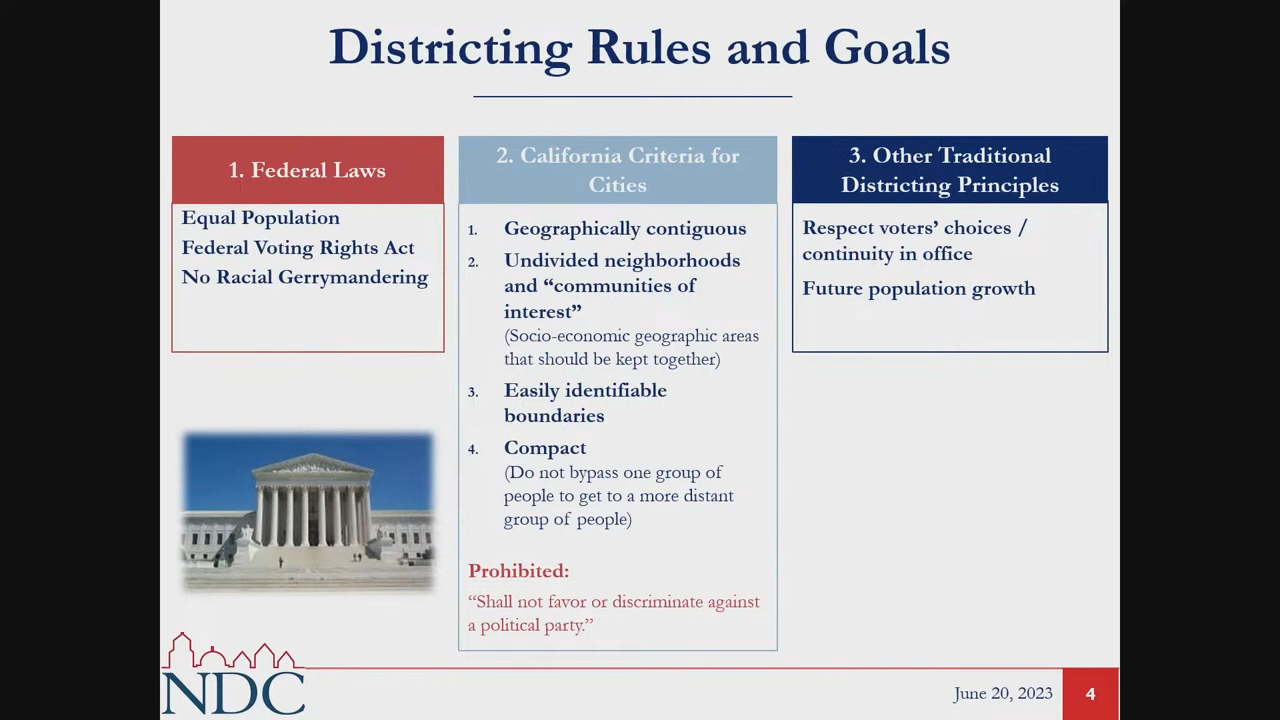 Districting Rules and Goals
1. Federal Laws
Equal Population
Federal Voting Rights Act
No Racial Gerrymandering
2. California Criteria for
Cities
1. Geographically contiguous
2. Undivided neighborhoods
and “communities of
interest”
(Socio-economic geographic areas
that should be kept together)
3. Easily identifiable
boundaries
4. Compact
(Do not bypass one group of
people to get to a more distant
group of people)
Prohibited:
“Shall not favor or discriminate against
a political party.”
3. Other Traditional
Districting Principles
Respect voters’ choices /
continuity in office
Future population growth
NDC
June 20, 2023
4